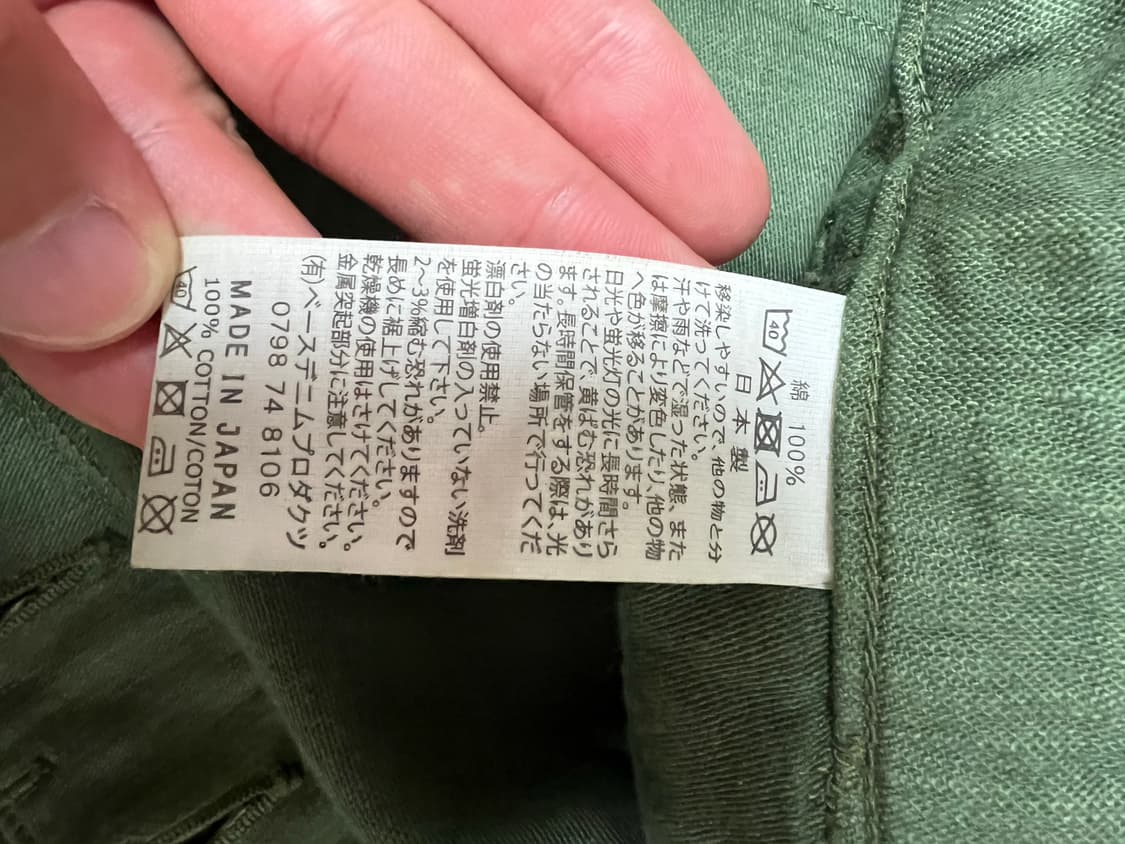 綿 100%
40
日本製
移染しやすいので、他の物と分
けて洗ってください。
汗や雨などで湿った状態、また
は摩擦により変色したり、他の物
へ色が移ることがあります。
日光や蛍光灯の光に長時間さら
されることで、黄ばむ恐れがあり
ます。長時間保管をする際は、光
の当たらない場所で行ってくだ
さい。
漂白剤の使用禁止。
蛍光増白剤の入っていない洗剤
を使用して下さい。
2~3%縮む恐れがありますので
長めに裾上げしてください。
乾燥機の使用はさけてください。
金属突起部分に注意してください。
(有)ベースデニムプロダクツ
0798 74 8106
MADE IN JAPAN
100% COTTON/COTON
40